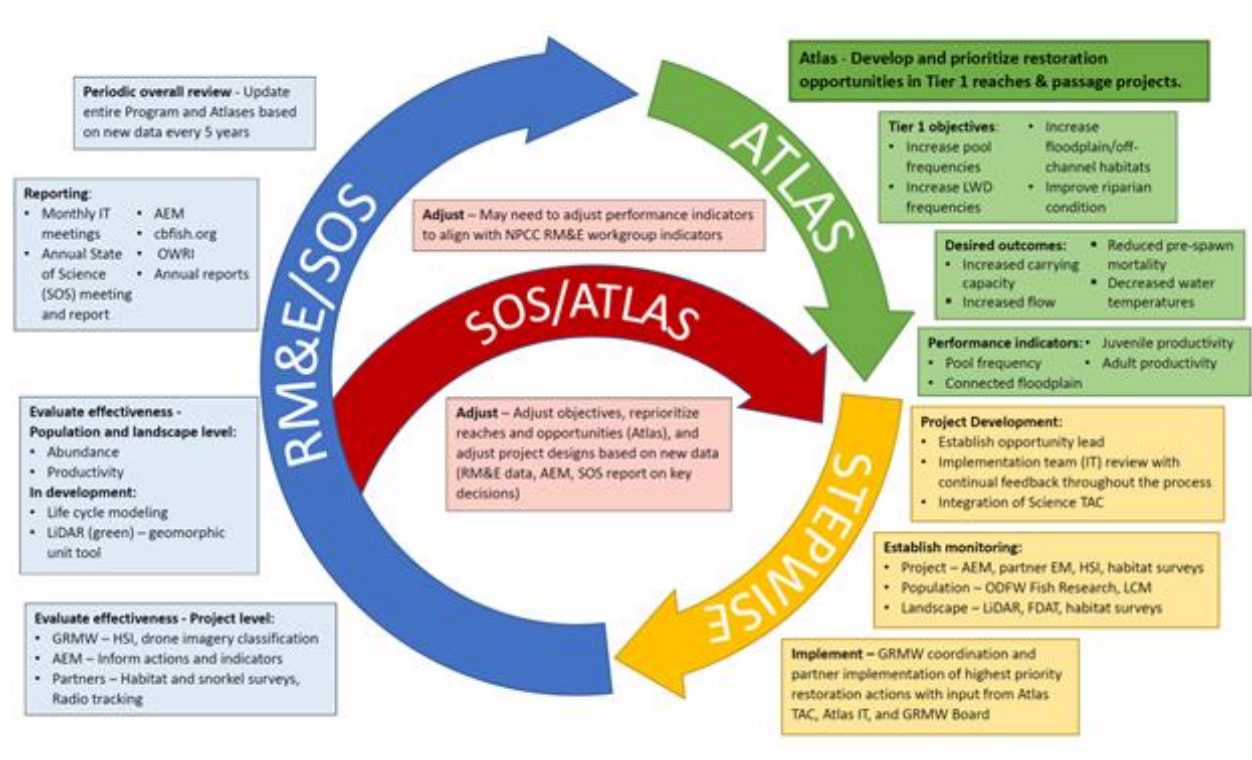 Periodic overall review - Update
entire Program and Atlases based
on new data every 5 years
Reporting:
• Monthly IT
meetings
• Annual State
of Science
(SOS) meeting
and report
• AEM
• cbfish.org
• OWRI
• Annual reports
Evaluate effectiveness -
Population and landscape level:
• Abundance
• Productivity
In development:
• Life cycle modeling
• LiDAR (green) – geomorphic
unit tool
Evaluate effectiveness - Project level:
• GRMW – HSI, drone imagery classification
• AEM – Inform actions and indicators
• Partners – Habitat and snorkel surveys,
Radio tracking
RM&E/SOS
Adjust – May need to adjust performance indicators
to align with NPCC RM&E workgroup indicators
SOS/ATLAS
Adjust – Adjust objectives, reprioritize
reaches and opportunities (Atlas), and
adjust project designs based on new data
(RM&E data, AEM, SOS report on key
decisions)
ATLAS
STEPWISE
Atlas - Develop and prioritize restoration
opportunities in Tier 1 reaches & passage projects.
Tier 1 objectives:
• Increase pool
frequencies
• Increase LWD
frequencies
• Increase
floodplain/off-
channel habitats
• Improve riparian
condition
Desired outcomes:
• Increased carrying
capacity
▪ Increased flow
▪ Reduced pre-spawn
mortality
▪ Decreased water
temperatures
Performance indicators:
• Pool frequency
• Connected floodplain
• Juvenile productivity
• Adult productivity
Project Development:
• Establish opportunity lead
• Implementation team (IT) review with
continual feedback throughout the process
• Integration of Science TAC
Establish monitoring:
• Project – AEM, partner EM, HSI, habitat surveys
• Population – ODFW Fish Research, LCM
• Landscape – LiDAR, FDAT, habitat surveys
Implement – GRMW coordination and
partner implementation of highest priority
restoration actions with input from Atlas
TAC, Atlas IT, and GRMW Board